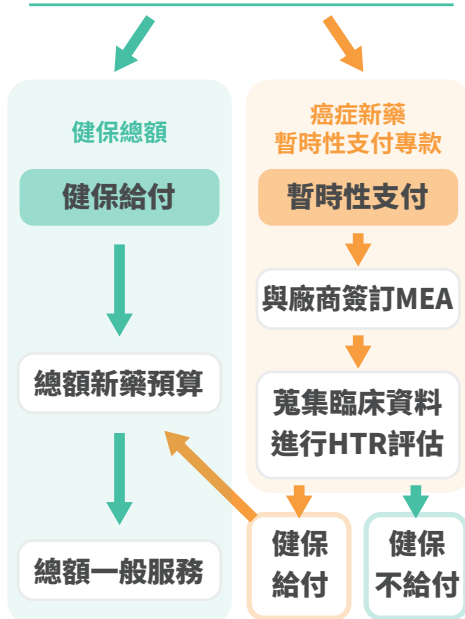 健保總額
健保給付
總額新藥預算
總額一般服務
癌症新藥
暫時性支付專款
暫時性支付
與廠商簽訂MEA
蒐集臨床資料
進行HTR評估
健保
給付
健保
不給付